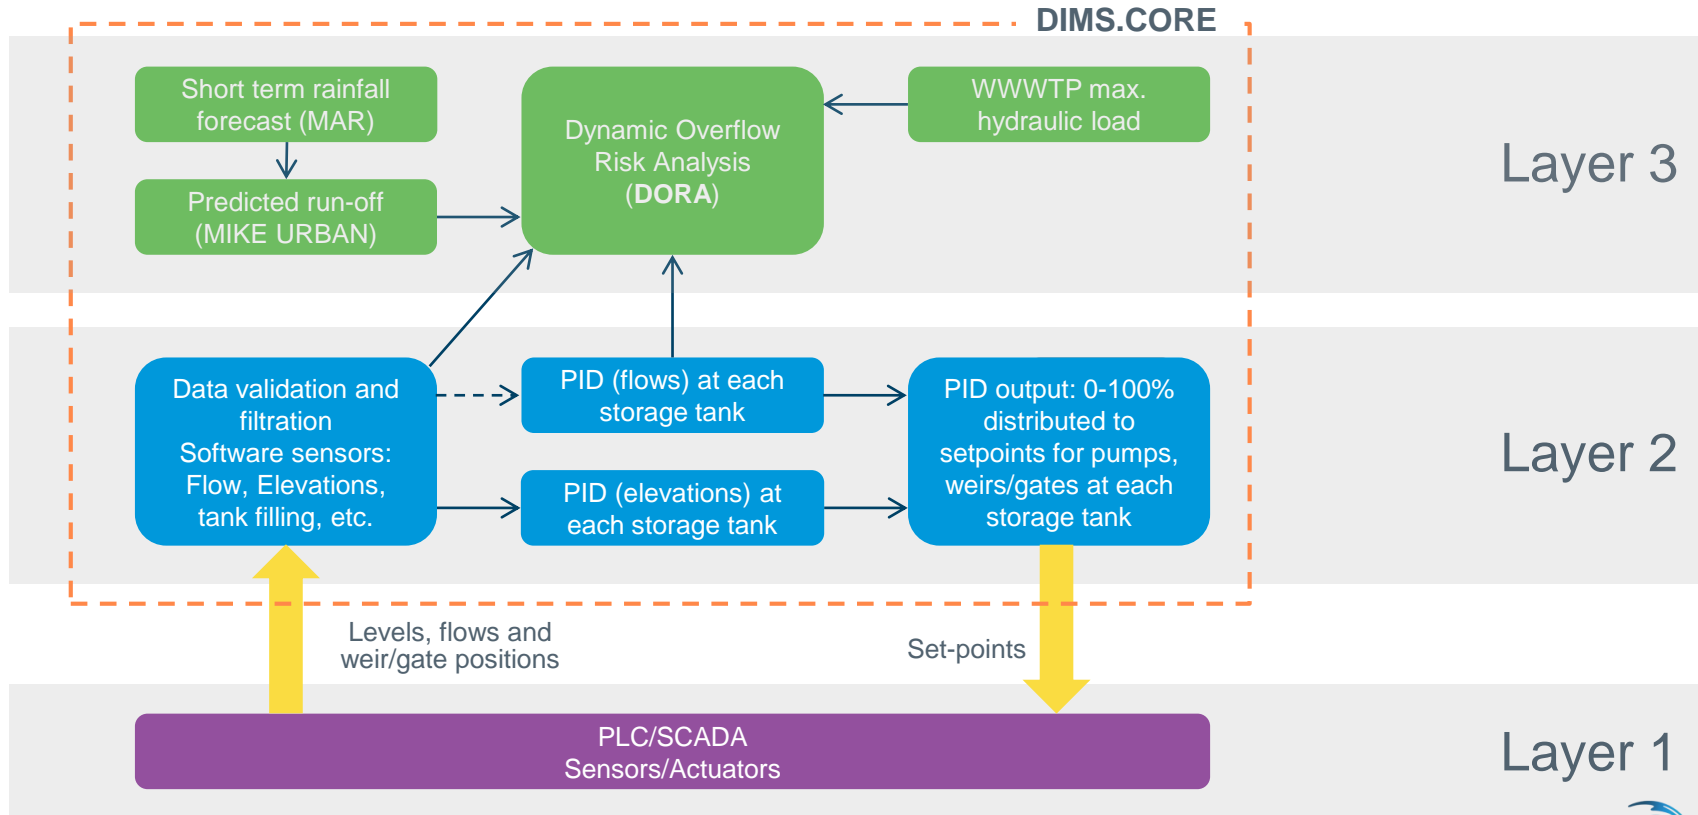 DIMS.CORE
Short term rainfall
forecast (MAR)
Predicted run-off
(MIKE URBAN)
Dynamic Overflow
Risk Analysis
(DORA)
WWWTP max.
hydraulic load
Layer 3
Data validation and
filtration
Software sensors:
Flow, Elevations,
tank filling, etc.
PID (flows) at each
storage tank
PID (elevations) at
each storage tank
PID output: 0-100%
distributed to
setpoints for pumps,
weirs/gates at each
storage tank
Layer 2
Levels, flows and
weir/gate positions
Set-points
PLC/SCADA
Sensors/Actuators
Layer 1